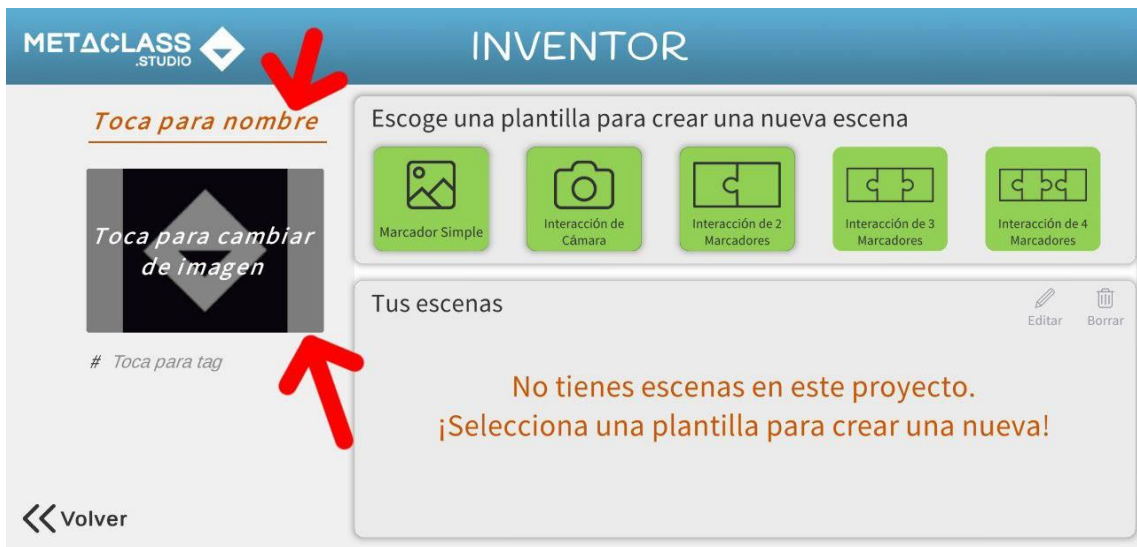 METACLASS
.STUDIO
INVENTOR
Toca para nombre
Toca para cambiar
de imagen
# Toca para tag
Volver
Escoge una plantilla para crear una nueva escena
Marcador Simple
Interacción de
Cámara
Interacción de 2
Marcadores
Interacción de 3
Marcadores
Interacción de 4
Marcadores
Tus escenas
Editar
Borrar
No tienes escenas en este proyecto.
¡Selecciona una plantilla para crear una nueva!